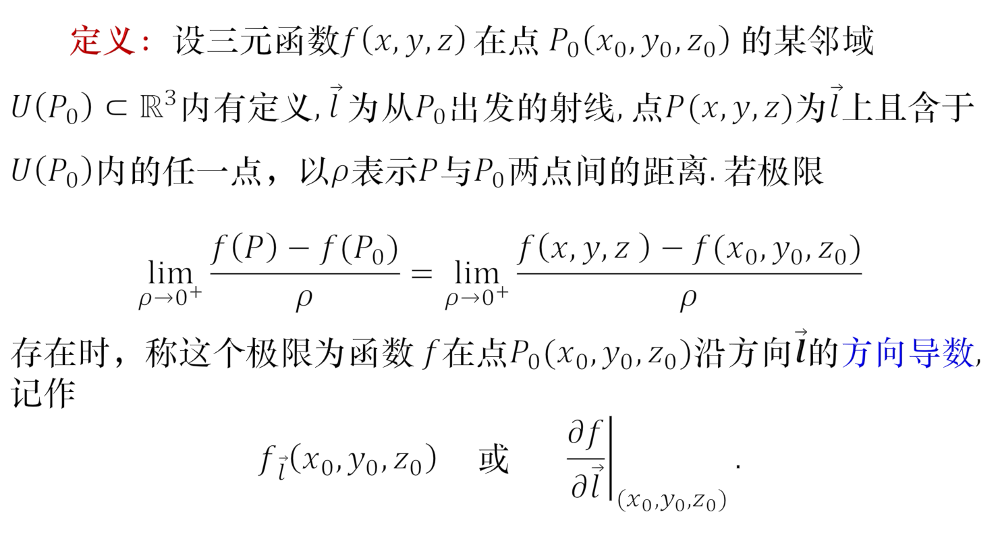 定义：设三元函数$f(x, y, z)$ 在点 $P_0(x_0, y_0, z_0)$ 的某邻域
$U(P_0) \subset \mathbb{R}^3$内有定义, $\vec{l}$ 为从$P_0$出发的射线, 点$P(x, y, z)$为$\vec{l}$上且含于
$U(P_0)$内的任一点，以$\rho$表示$P$与$P_0$两点间的距离. 若极限
$\lim_{\rho \to 0^+} \frac{f(P) - f(P_0)}{\rho} = \lim_{\rho \to 0^+} \frac{f(x, y, z) - f(x_0, y_0, z_0)}{\rho}$
存在时，称这个极限为函数 $f$在点$P_0(x_0, y_0, z_0)$沿方向$\vec{l}$的方向导数,
记作
$f_{\vec{l}}(x_0, y_0, z_0)$ 或 $\left.\frac{\partial f}{\partial \vec{l}}\right|_{(x_0, y_0, z_0)}$ .